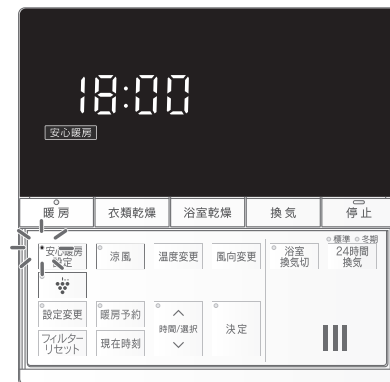 18:00
安心暖房
暖房 衣類乾燥 浴室乾燥 換気 停止
標準 冬期
安心暖房
設定
涼風
温度変更
風向変更
浴室
換気切
24時間
換気
設定変更
暖房予約
時間/選択
決定
フィルター
リセット
現在時刻